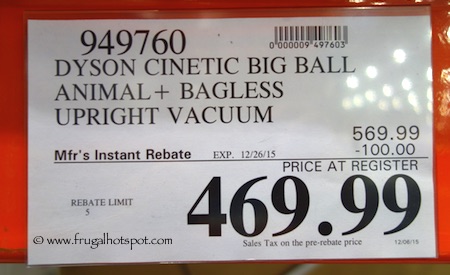 949760
0000009497603
DYSON CINETIC BIG BALL
ANIMAL+ BAGLESS
UPRIGHT VACUUM
569.99
Mfr's Instant Rebate EXP. 12/26/15 -100.00
PRICE AT REGISTER
REBATE LIMIT
5
469.99
© www.frugalhotspot.com
Sales Tax on the pre-rebate price
12/08/15